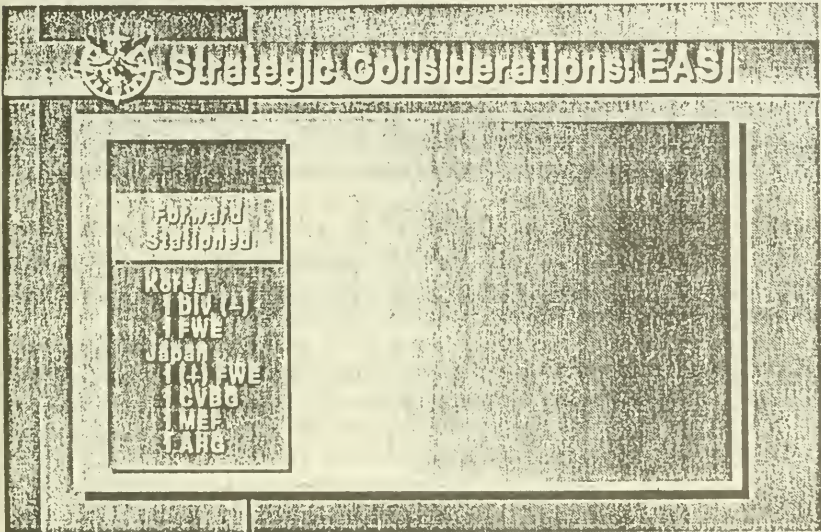 Strategic Considerations: EASI
Forward
Stationed
Korea
1 DIV (-)
1 FWE
Japan
1 (+) FWE
1 CVBG
1 MEF
1 ARG